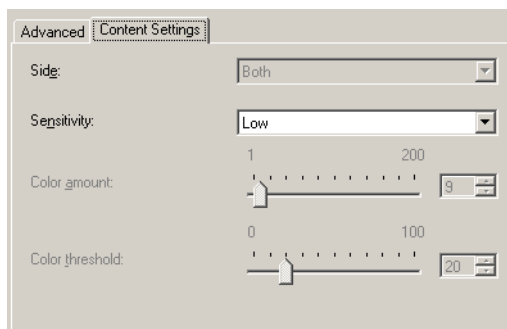 Advanced Content Settings
Side: Both
Sensitivity: Low
1 200
Color amount: 9
0 100
Color threshold: 20